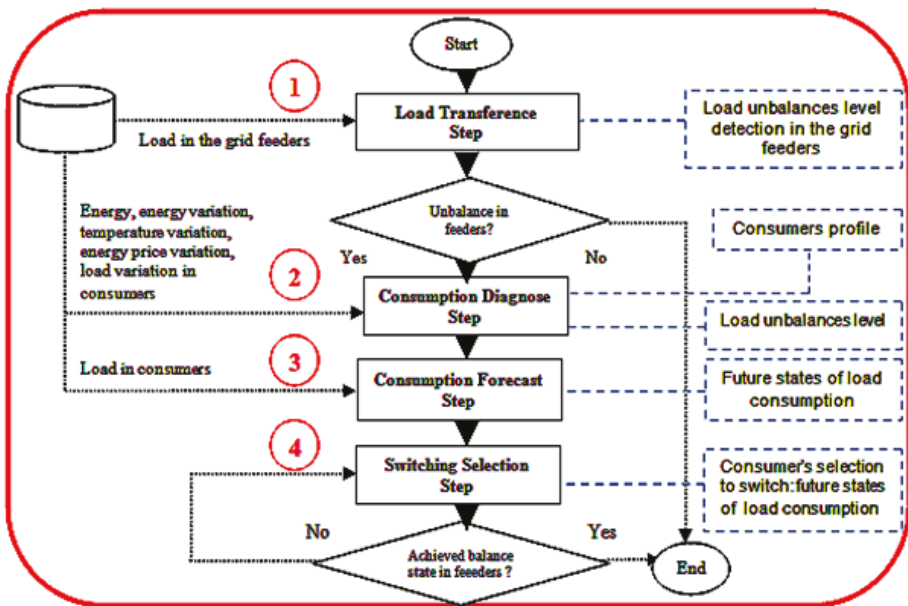 Start
1
Load Transference
Step
Load in the grid feeders
Load unbalances level
detection in the grid
feeders
Unbalance in
feeders?
Energy, energy variation,
temperature variation,
energy price variation,
load variation in
consumers
Yes
No
Consumers profile
2
Consumption Diagnose
Step
Load unbalances level
3
Load in consumers
Consumption Forecast
Step
Future states of load
consumption
4
Switching Selection
Step
Consumer's selection
to switch:future states
of load consumption
No
Yes
Achieved balance
state in feeeders ?
End